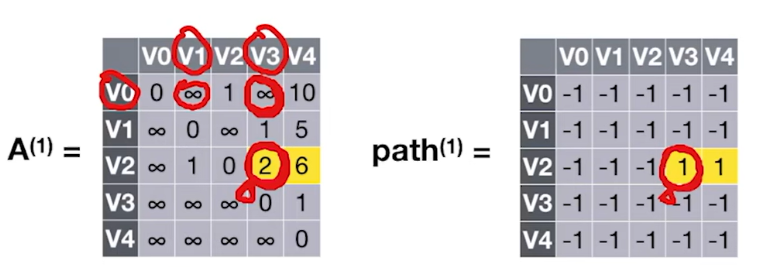 V0 V1 V2 V3 V4
V0 0 ∞ 1 ∞ 10
V1 ∞ 0 ∞ 1 5
A(1) =
V2 ∞ 1 0 2 6
V3 ∞ ∞ ∞ 0 1
V4 ∞ ∞ ∞ ∞ 0
V0 V1 V2 V3 V4
V0 -1 -1 -1 -1 -1
V1 -1 -1 -1 -1 -1
path(1) =
V2 -1 -1 -1 1 1
V3 -1 -1 -1 -1 -1
V4 -1 -1 -1 -1 -1